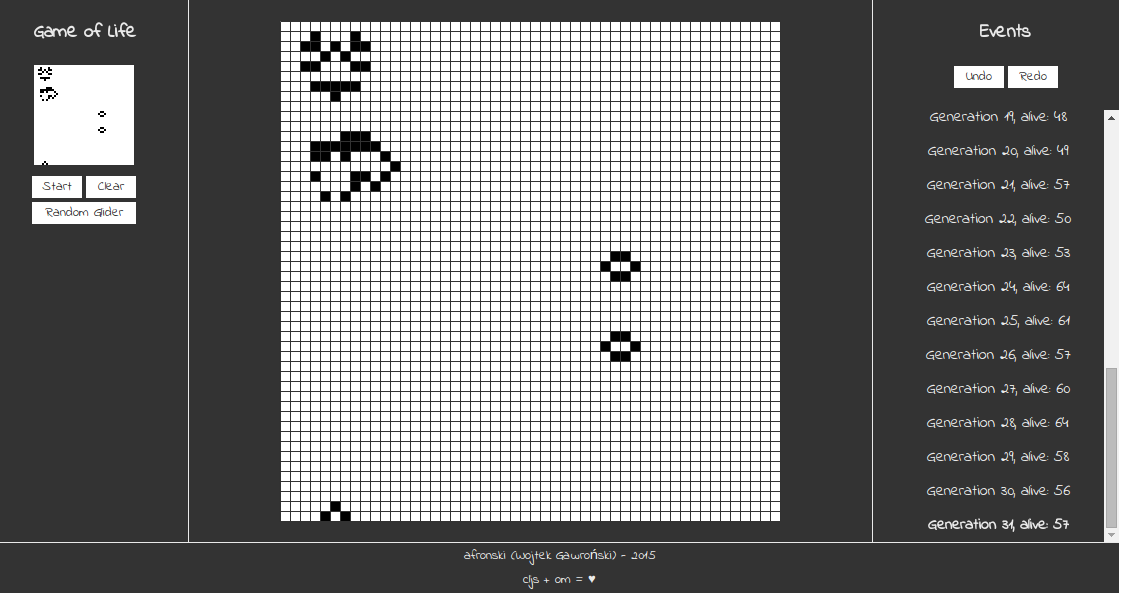 Game of Life
Start
Clear
Random Glider
Events
Undo
Redo
Generation 19, alive: 48
Generation 20, alive: 49
Generation 21, alive: 57
Generation 22, alive: 50
Generation 23, alive: 53
Generation 24, alive: 64
Generation 25, alive: 61
Generation 26, alive: 57
Generation 27, alive: 60
Generation 28, alive: 64
Generation 29, alive: 58
Generation 30, alive: 56
Generation 31, alive: 57
afronski (Wojtek Gawroński) - 2015
cljs + om = ♥